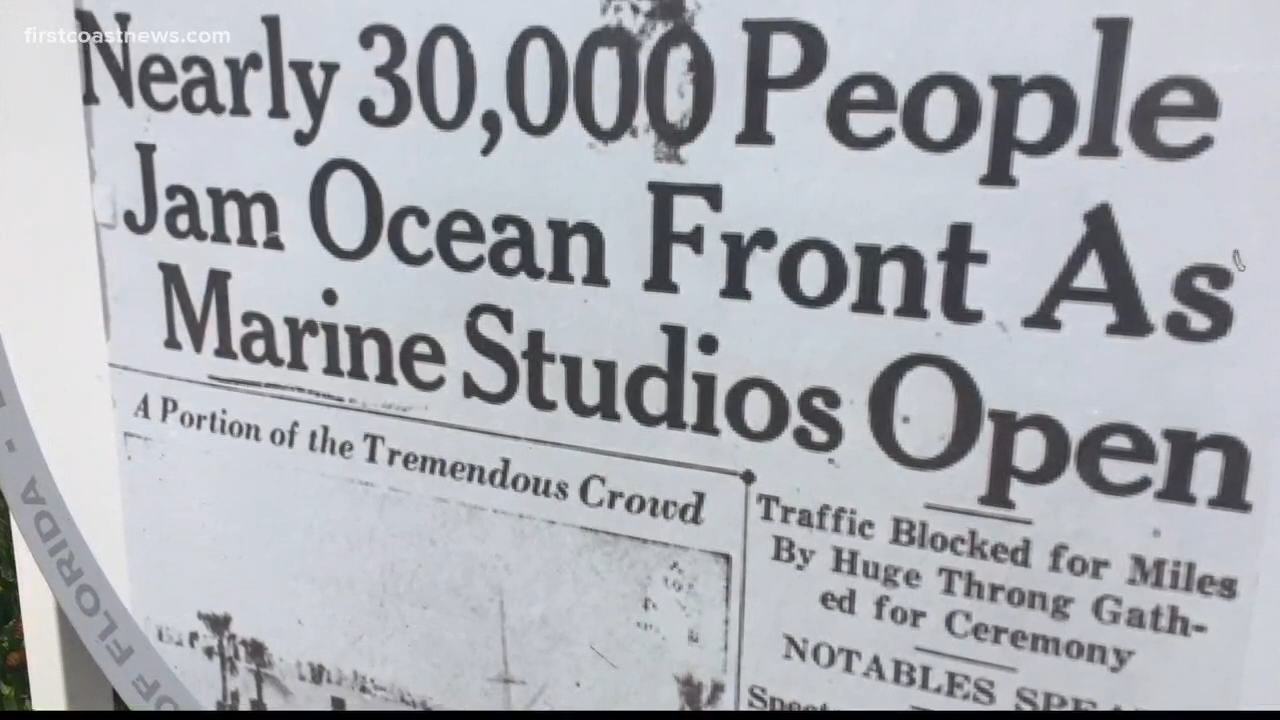 firstcoastnews.com
Nearly 30,000 People
Jam Ocean Front As
Marine Studios Open
A Portion of the Tremendous Crowd
Traffic Blocked for Miles
By Huge Throng Gath-
ed for Ceremony
NOTABLES
OF FLORIDA -